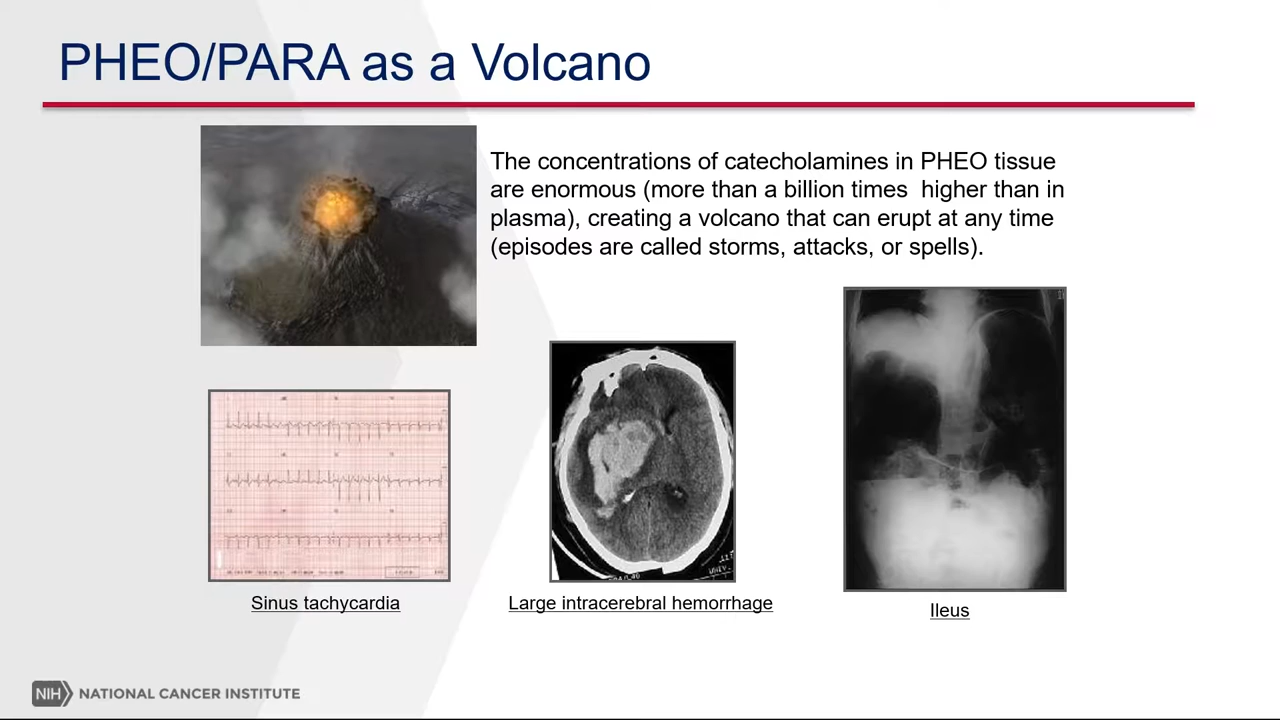 PHEO/PARA as a Volcano
The concentrations of catecholamines in PHEO tissue
are enormous (more than a billion times  higher than in
plasma), creating a volcano that can erupt at any time
(episodes are called storms, attacks, or spells).
Sinus tachycardia
Large intracerebral hemorrhage
Ileus
NIH NATIONAL CANCER INSTITUTE